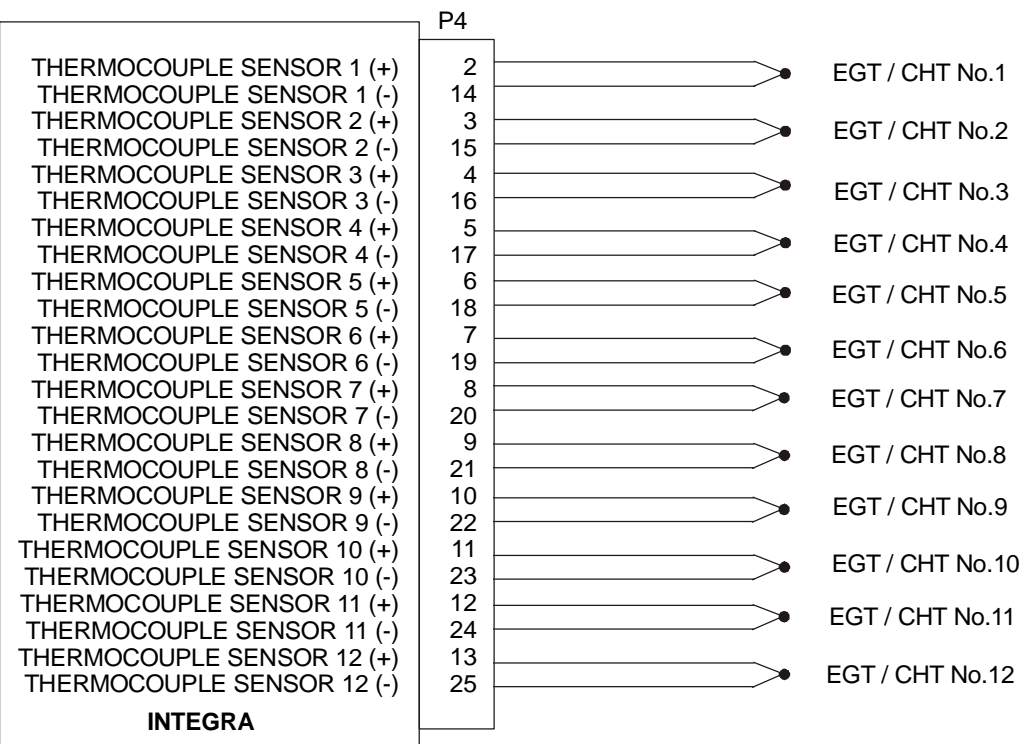 P4
THERMOCOUPLE SENSOR 1 (+) 2 EGT / CHT No.1
THERMOCOUPLE SENSOR 1 (-) 14
THERMOCOUPLE SENSOR 2 (+) 3 EGT / CHT No.2
THERMOCOUPLE SENSOR 2 (-) 15
THERMOCOUPLE SENSOR 3 (+) 4 EGT / CHT No.3
THERMOCOUPLE SENSOR 3 (-) 16
THERMOCOUPLE SENSOR 4 (+) 5 EGT / CHT No.4
THERMOCOUPLE SENSOR 4 (-) 17
THERMOCOUPLE SENSOR 5 (+) 6 EGT / CHT No.5
THERMOCOUPLE SENSOR 5 (-) 18
THERMOCOUPLE SENSOR 6 (+) 7 EGT / CHT No.6
THERMOCOUPLE SENSOR 6 (-) 19
THERMOCOUPLE SENSOR 7 (+) 8 EGT / CHT No.7
THERMOCOUPLE SENSOR 7 (-) 20
THERMOCOUPLE SENSOR 8 (+) 9 EGT / CHT No.8
THERMOCOUPLE SENSOR 8 (-) 21
THERMOCOUPLE SENSOR 9 (+) 10 EGT / CHT No.9
THERMOCOUPLE SENSOR 9 (-) 22
THERMOCOUPLE SENSOR 10 (+) 11 EGT / CHT No.10
THERMOCOUPLE SENSOR 10 (-) 23
THERMOCOUPLE SENSOR 11 (+) 12 EGT / CHT No.11
THERMOCOUPLE SENSOR 11 (-) 24
THERMOCOUPLE SENSOR 12 (+) 13 EGT / CHT No.12
THERMOCOUPLE SENSOR 12 (-) 25
INTEGRA